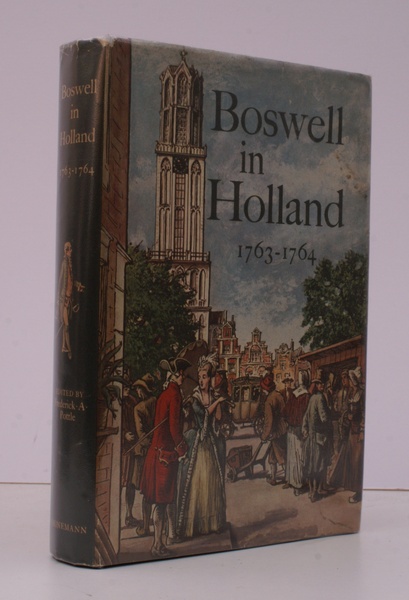 Boswell
in
Holland
1763-1764
Boswell
in
Holland
1763-1764
EDITED BY
Frederick·A·
Pottle
HEINEMANN